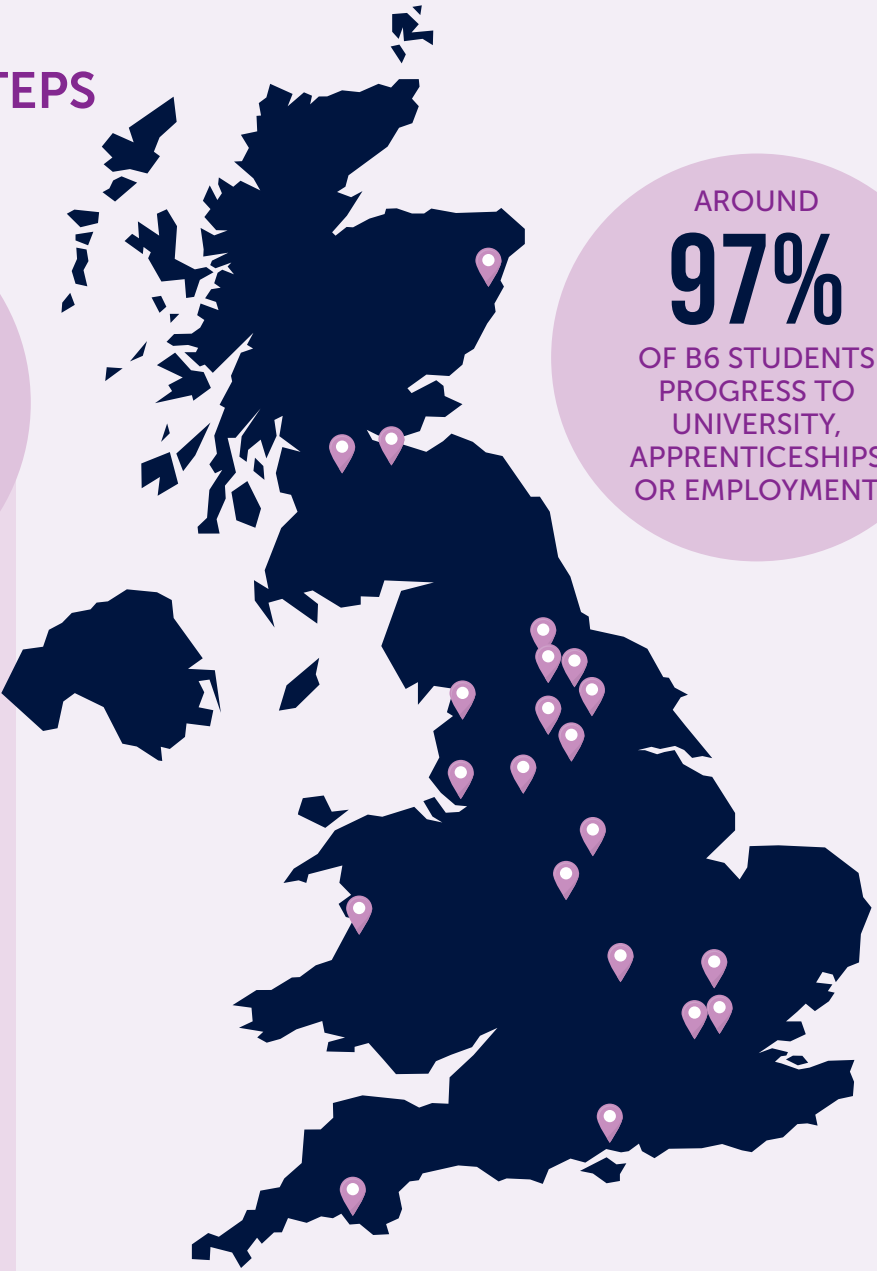 TEPS
AROUND
97%
OF B6 STUDENTS
PROGRESS TO
UNIVERSITY,
APPRENTICESHIPS
OR EMPLOYMENT